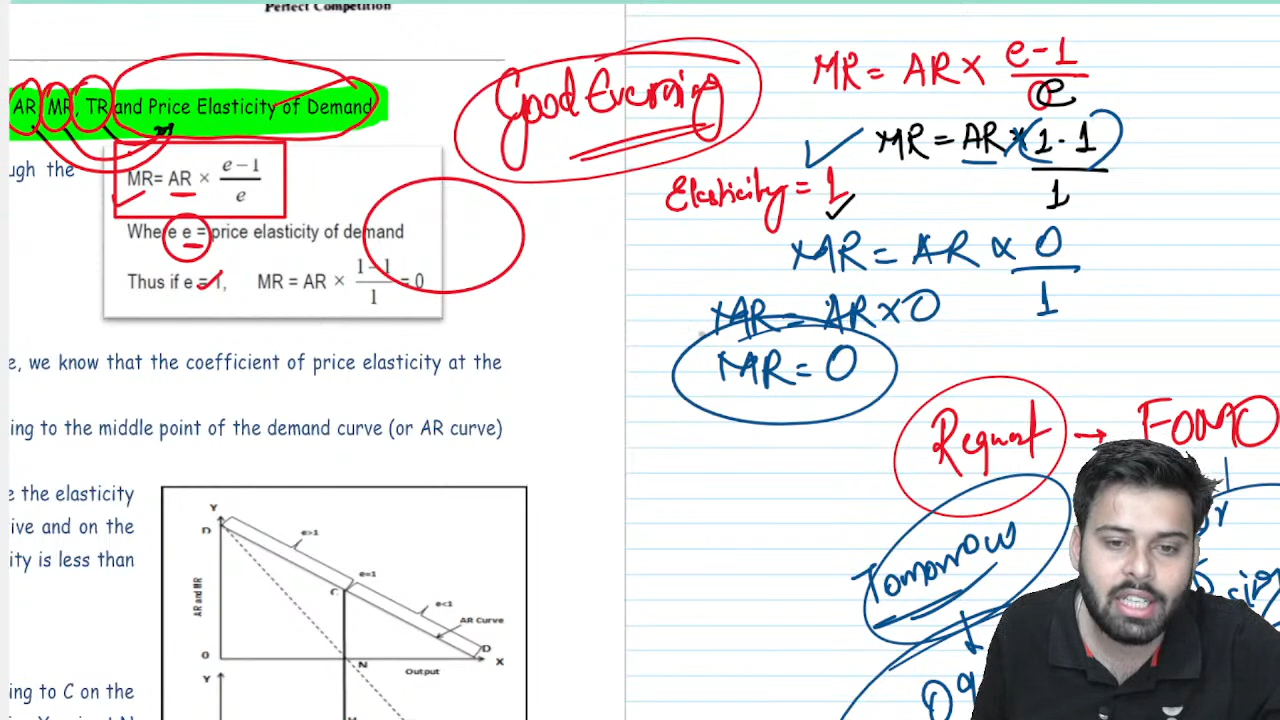 Perfect Competition
AR MR, TR and Price Elasticity of Demand
ugh the
MR= AR × e−1
e
Where e = price elasticity of demand
Thus if e = 1, MR = AR × 1−1 = 0
1
e, we know that the coefficient of price elasticity at the
ing to the middle point of the demand curve (or AR curve)
e the elasticity
ive and on the
ity is less than
Y
D
e>1
e=1
C
e<1
AR and MR
AR Curve
D
O
N
X
Output
Y
ing to C on the
Good Evening
MR = AR × e-1
e
MR = AR × 1-1
1
Elasticity = 1
MR = AR × 0
1
MR = AR × 0
MR = 0
Request → FOMO
Tomorrow